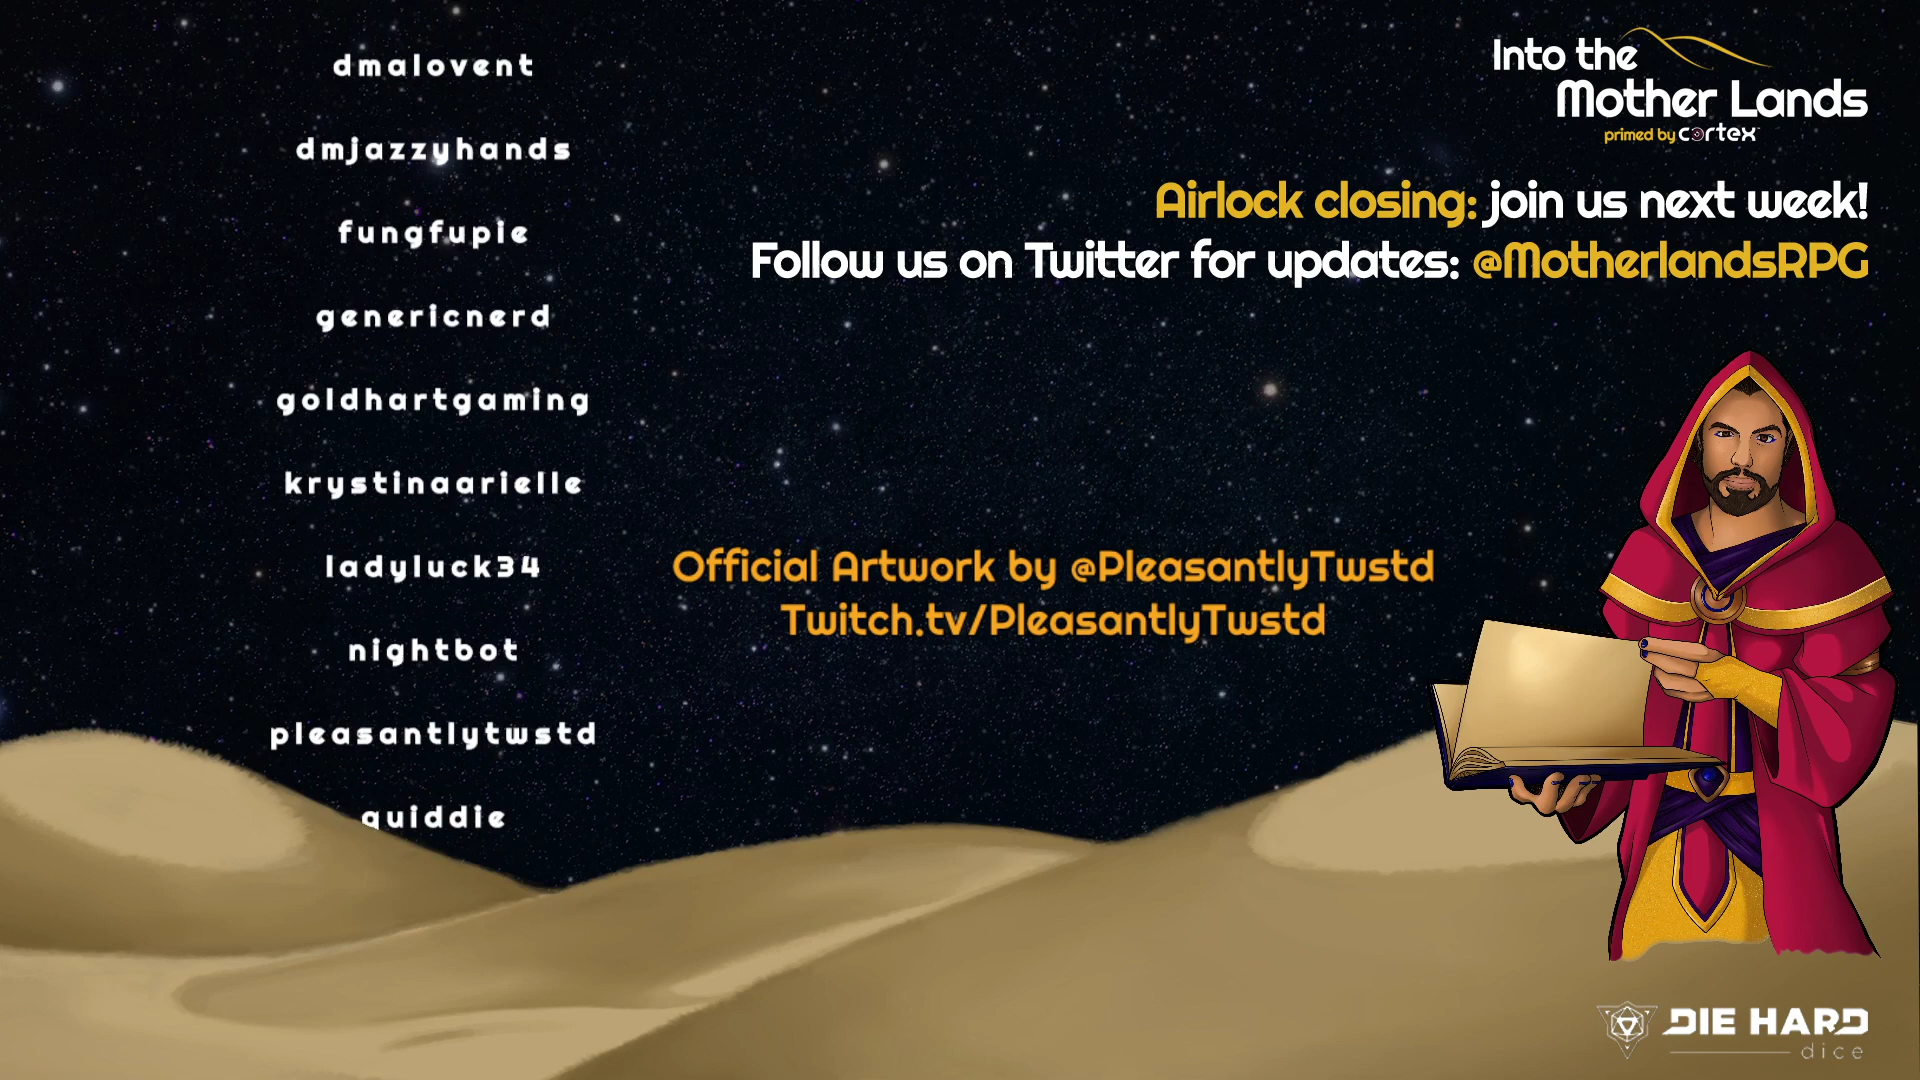 dmalovent
dmjazzyhands
fungfupie
genericnerd
goldhartgaming
krystinaarielle
ladyluck34
nightbot
pleasantlytwstd
quiddie
Into the
Mother Lands
primed by cortex
Airlock closing: join us next week!
Follow us on Twitter for updates: @MotherlandsRPG
Official Artwork by @PleasantlyTwstd
Twitch.tv/PleasantlyTwstd
DIE HARD
dice